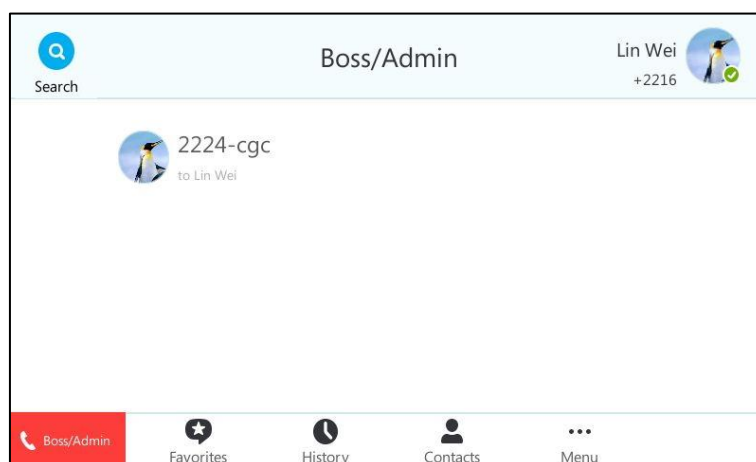 Search
Boss/Admin
Lin Wei
+2216
2224-cgc
to Lin Wei
Boss/Admin
Favorites
History
Contacts
Menu